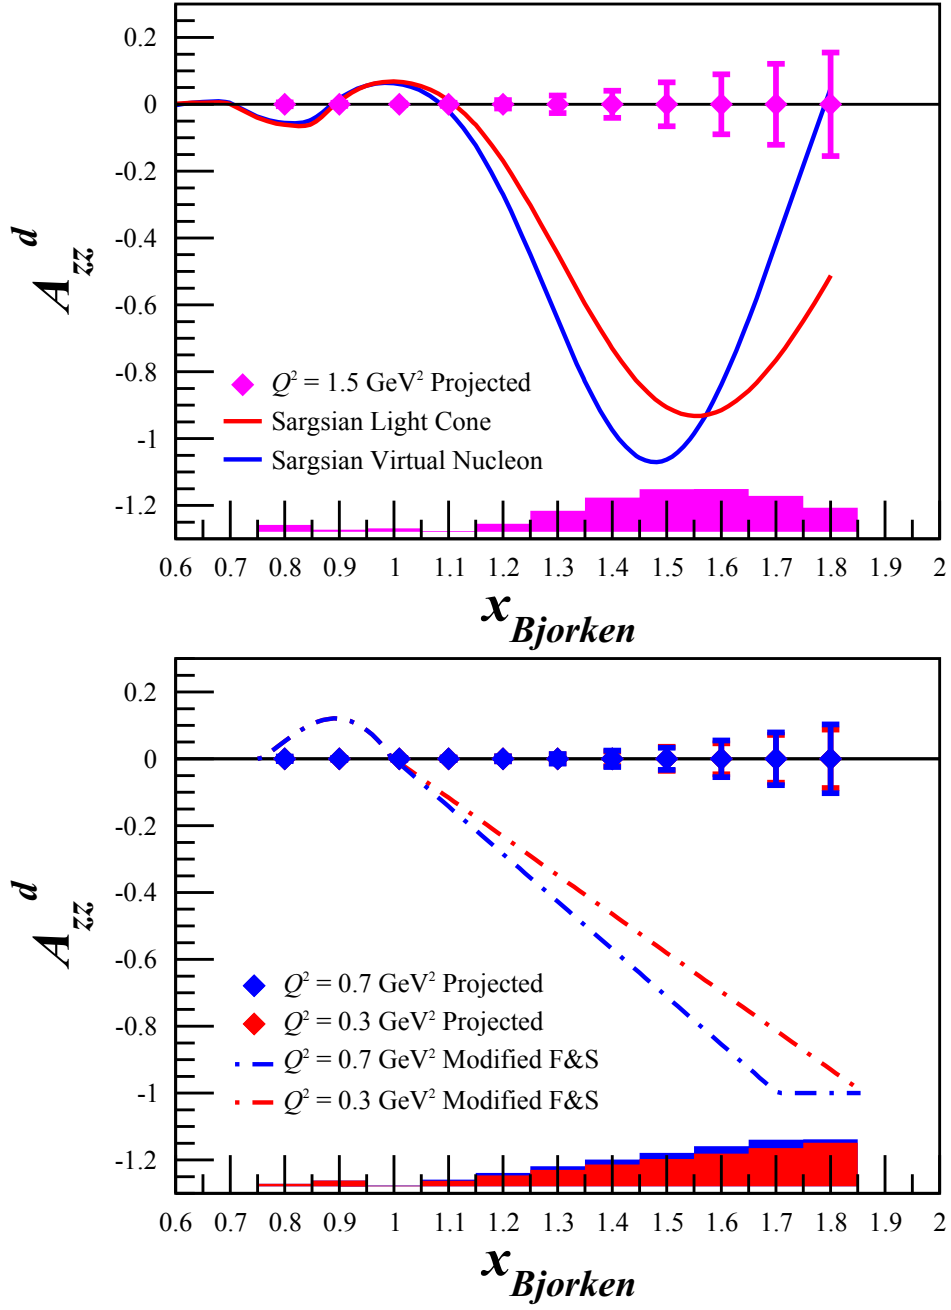 0.2
0
-0.2
-0.4
-0.6
-0.8
-1
-1.2
A_zz^d
Q² = 1.5 GeV² Projected
Sargsian Light Cone
Sargsian Virtual Nucleon
0.6 0.7 0.8 0.9 1 1.1 1.2 1.3 1.4 1.5 1.6 1.7 1.8 1.9 2
x_Bjorken
0.2
0
-0.2
-0.4
-0.6
-0.8
-1
-1.2
A_zz^d
Q² = 0.7 GeV² Projected
Q² = 0.3 GeV² Projected
Q² = 0.7 GeV² Modified F&S
Q² = 0.3 GeV² Modified F&S
0.6 0.7 0.8 0.9 1 1.1 1.2 1.3 1.4 1.5 1.6 1.7 1.8 1.9 2
x_Bjorken